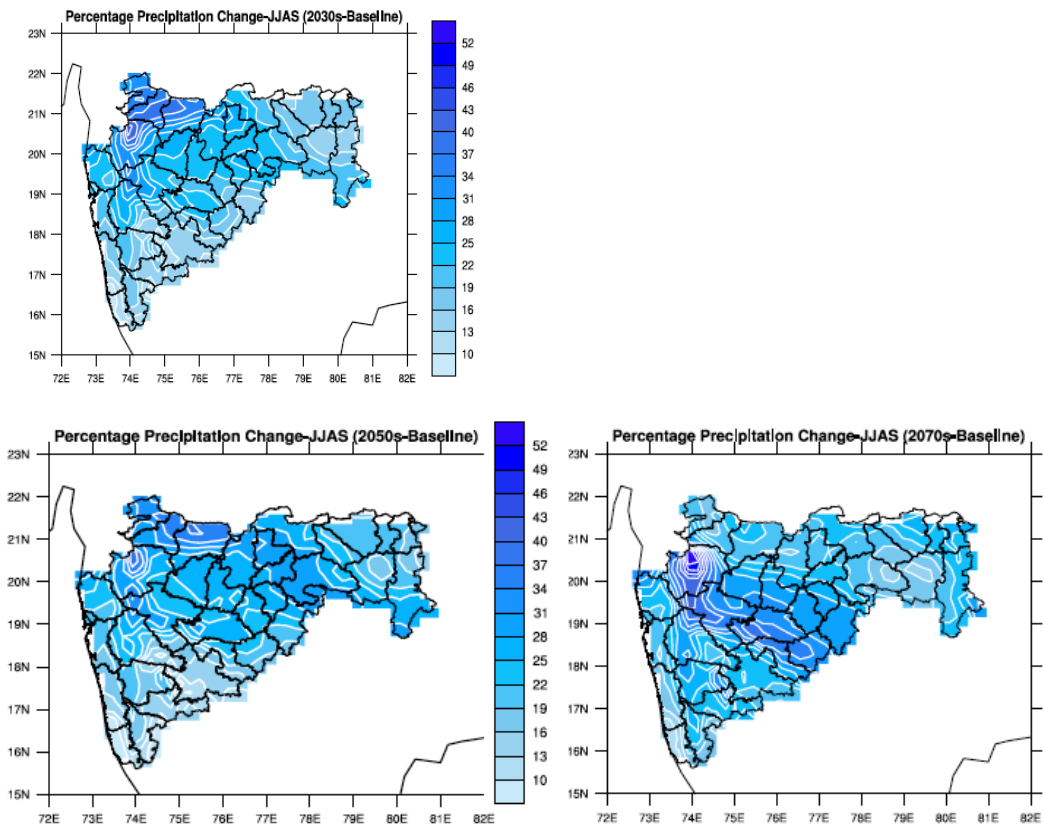 Percentage Precipitation Change-JJAS (2030s-Baseline)
23N
22N
21N
20N
19N
18N
17N
16N
15N
72E 73E 74E 75E 76E 77E 78E 79E 80E 81E 82E
52
49
46
43
40
37
34
31
28
25
22
19
16
13
10
Percentage Precipitation Change-JJAS (2050s-Baseline)
23N
22N
21N
20N
19N
18N
17N
16N
15N
72E 73E 74E 75E 76E 77E 78E 79E 80E 81E 82E
52
49
46
43
40
37
34
31
28
25
22
19
16
13
10
Percentage Precipitation Change-JJAS (2070s-Baseline)
23N
22N
21N
20N
19N
18N
17N
16N
15N
72E 73E 74E 75E 76E 77E 78E 79E 80E 81E 82E